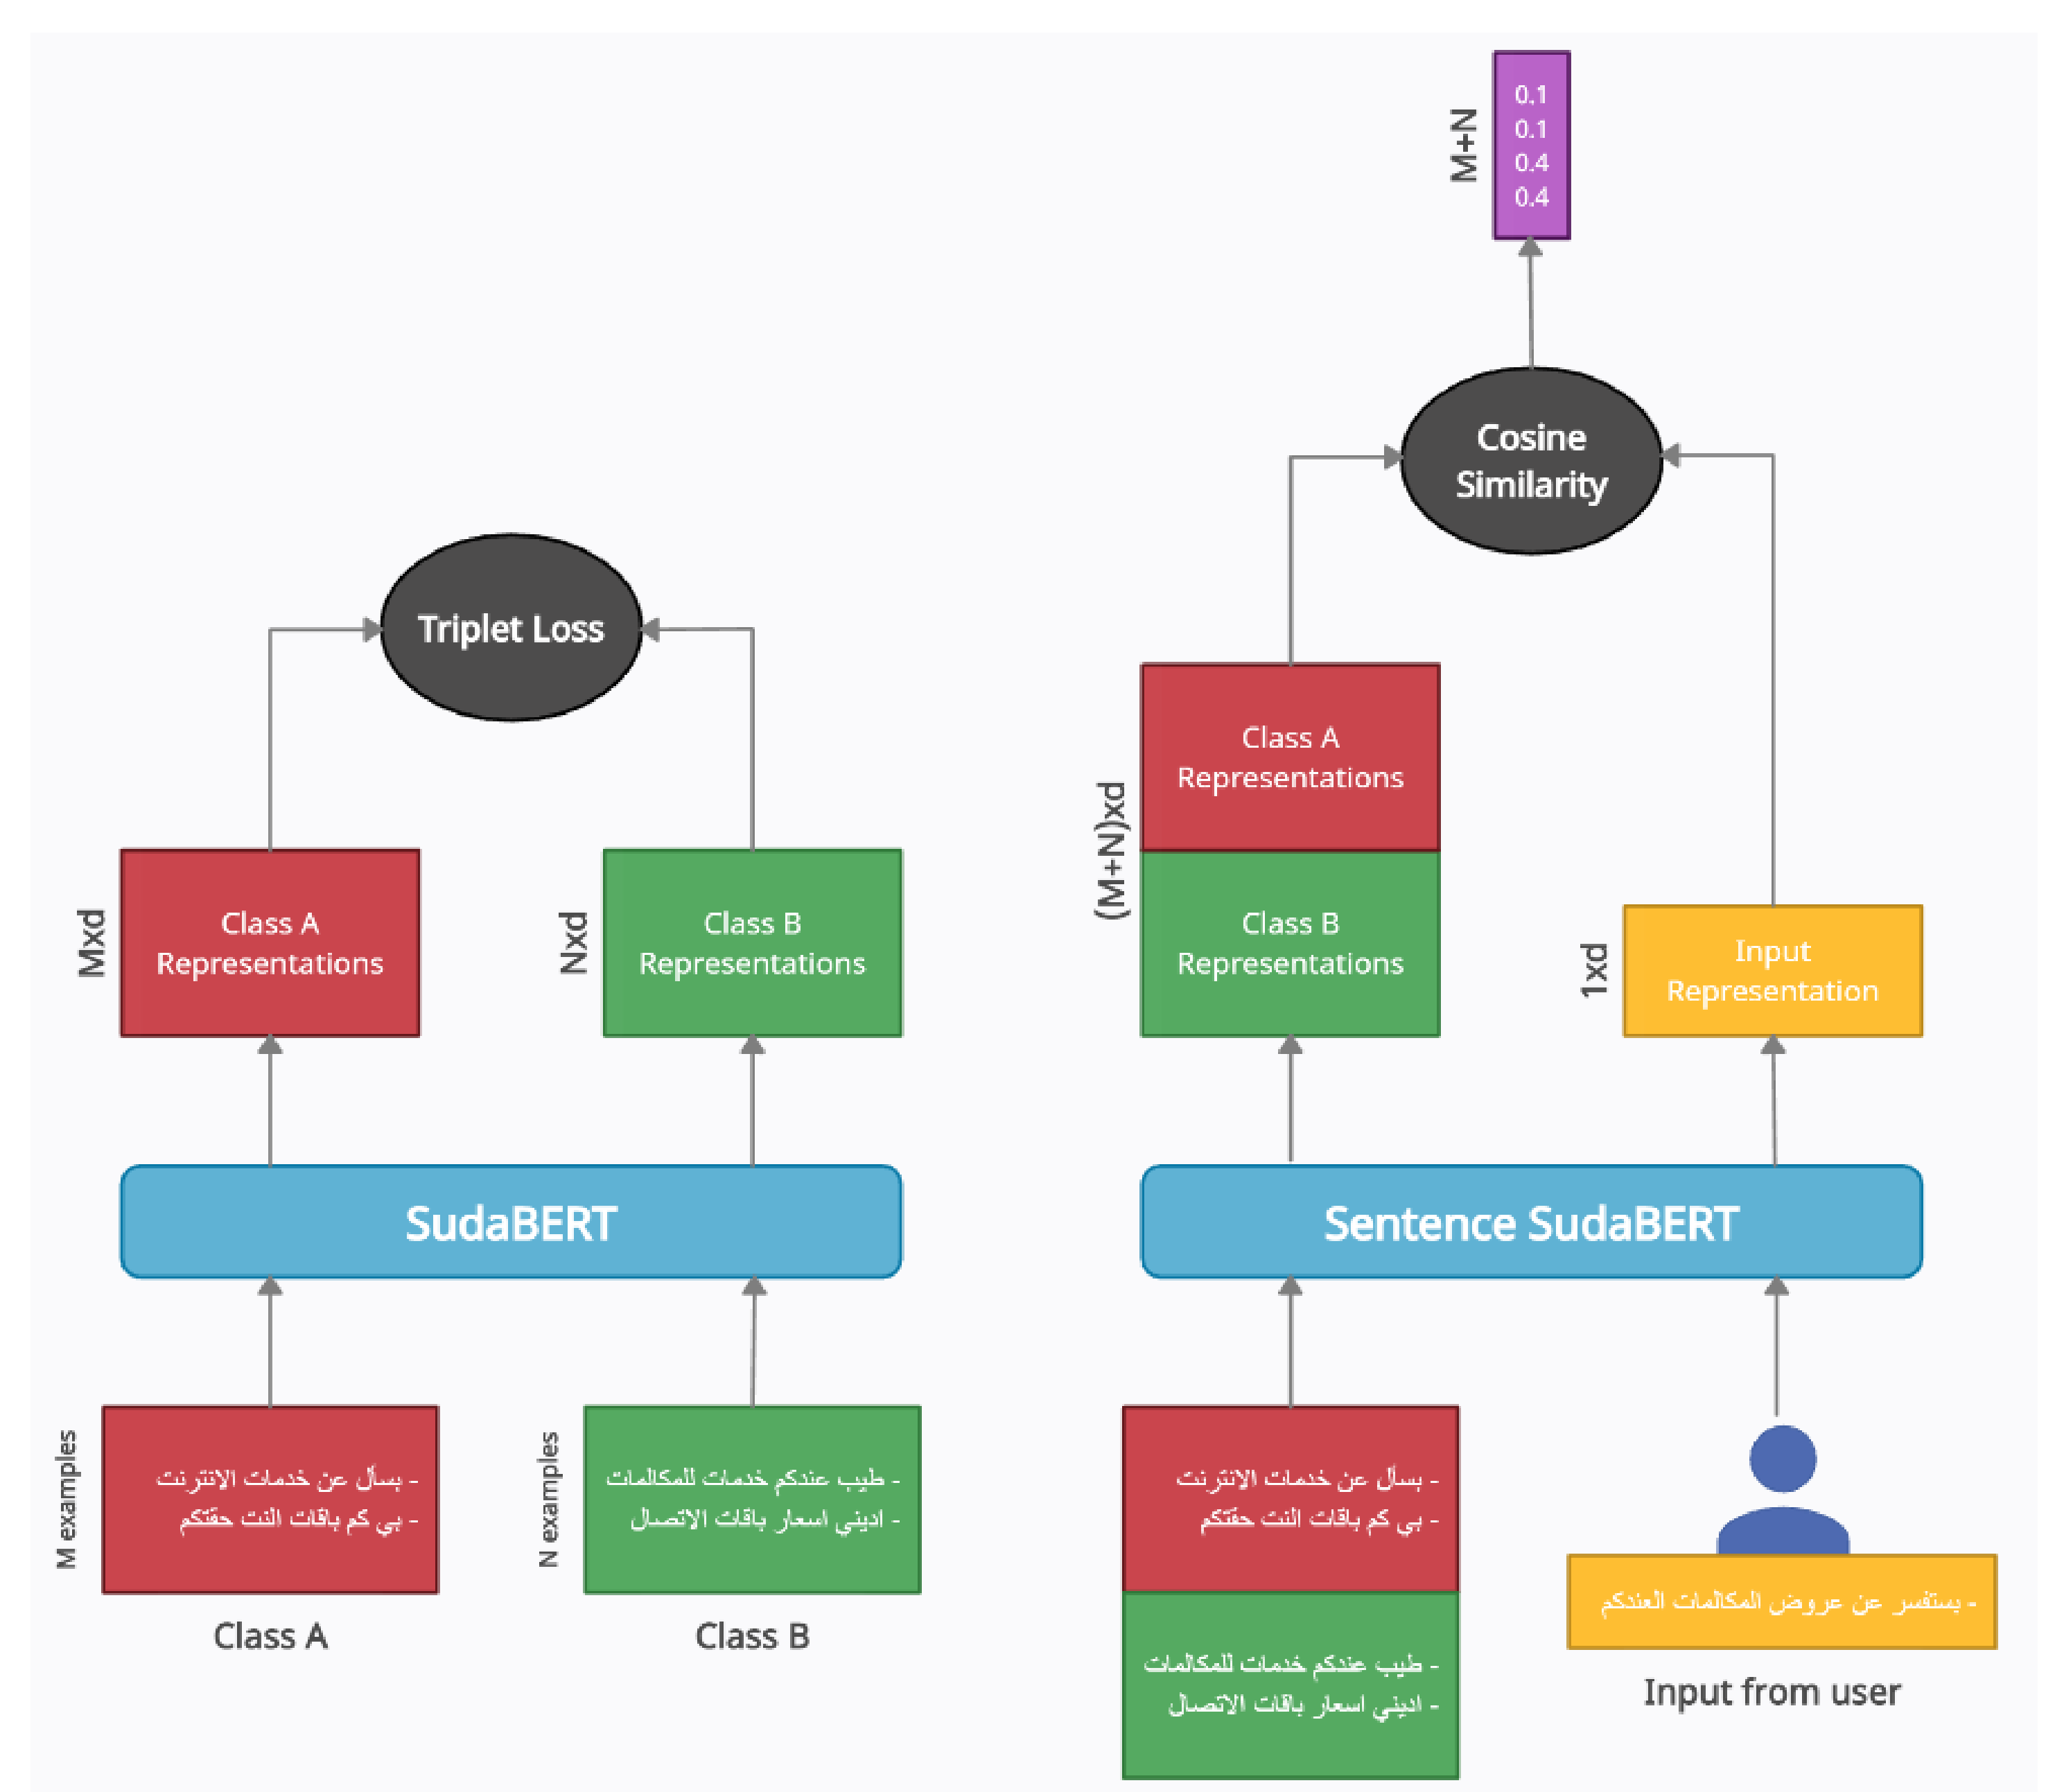 Triplet Loss
Mxd
Class A
Representations
Nxd
Class B
Representations
SudaBERT
M examples
- بسأل عن خدمات الانترنت
- بي كم باقات النت حقتكم
Class A
N examples
- طيب عندكم خدمات للمكالمات
- اديني اسعار باقات الاتصال
Class B
M+N
0.1
0.1
0.4
0.4
Cosine
Similarity
(M+N)xd
Class A
Representations
Class B
Representations
1xd
Input
Representation
Sentence SudaBERT
- بسأل عن خدمات الانترنت
- بي كم باقات النت حقتكم
- طيب عندكم خدمات للمكالمات
- اديني اسعار باقات الاتصال
- بستفسر عن عروض المكالمات العندكم
Input from user